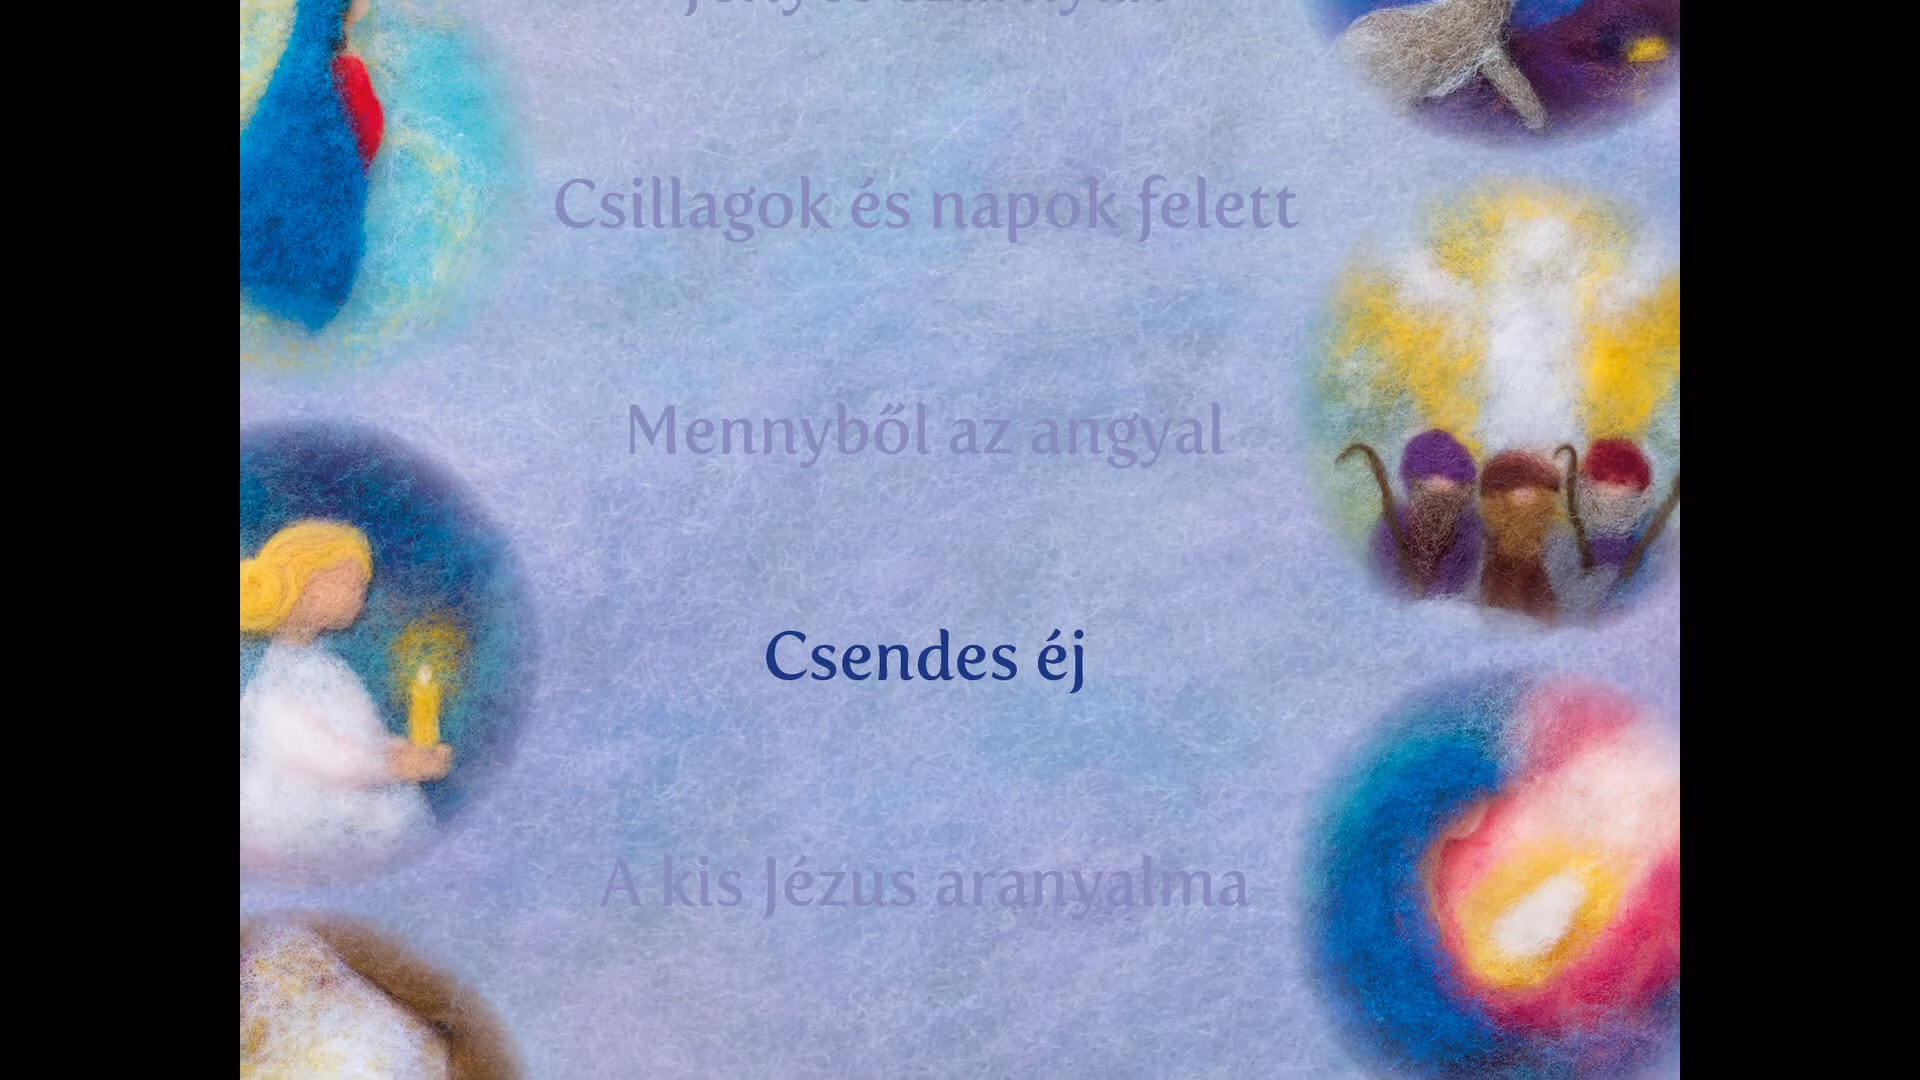 Csillagok és napok felett
Mennyből az angyal
Csendes éj
A kis Jézus aranyalma